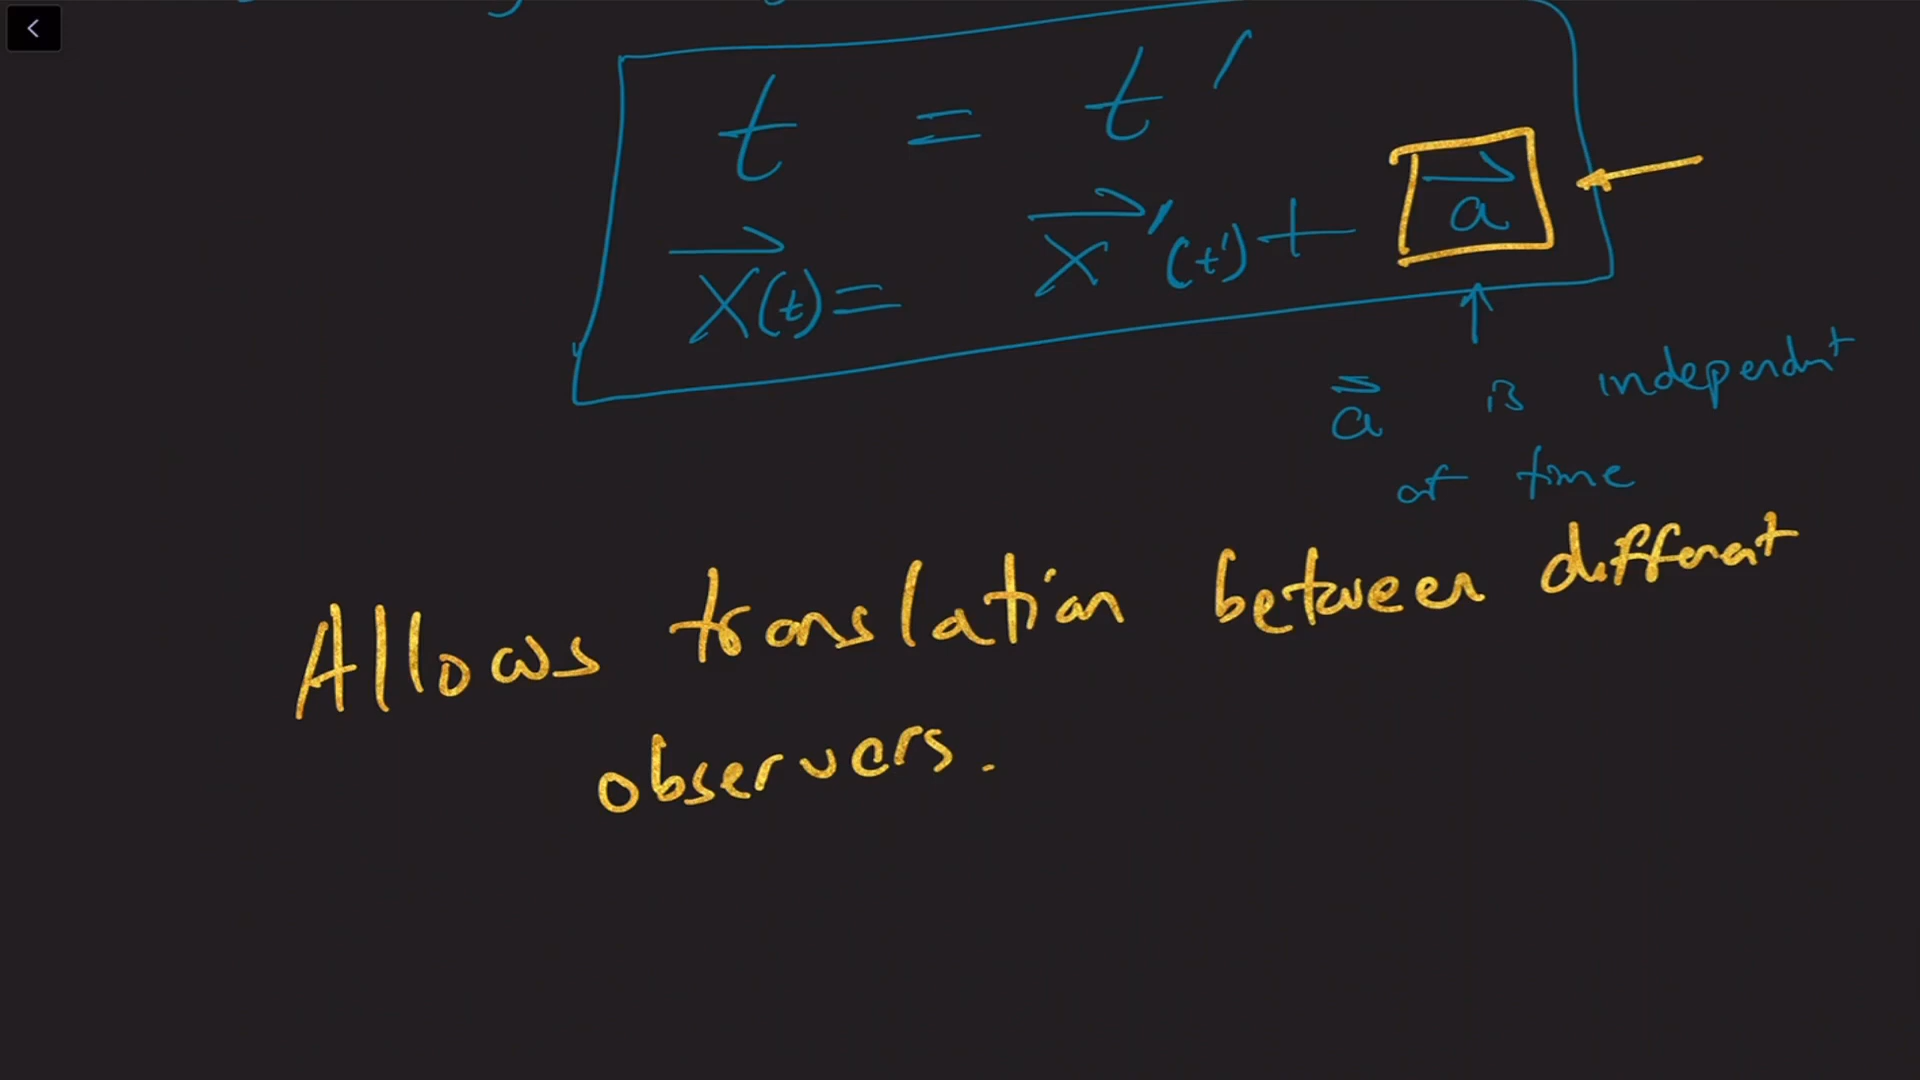 t = t′
x⃗(t) = x⃗′(t′) + a⃗
a⃗ is independent
of time
Allows translation between different
observers.